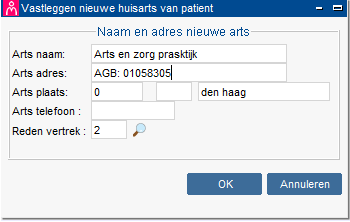 Vastleggen nieuwe huisarts van patient
Naam en adres nieuwe arts
Arts naam: Arts en zorg prasktijk
Arts adres: AGB: 01058305
Arts plaats: 0 den haag
Arts telefoon :
Reden vertrek : 2
OK Annuleren